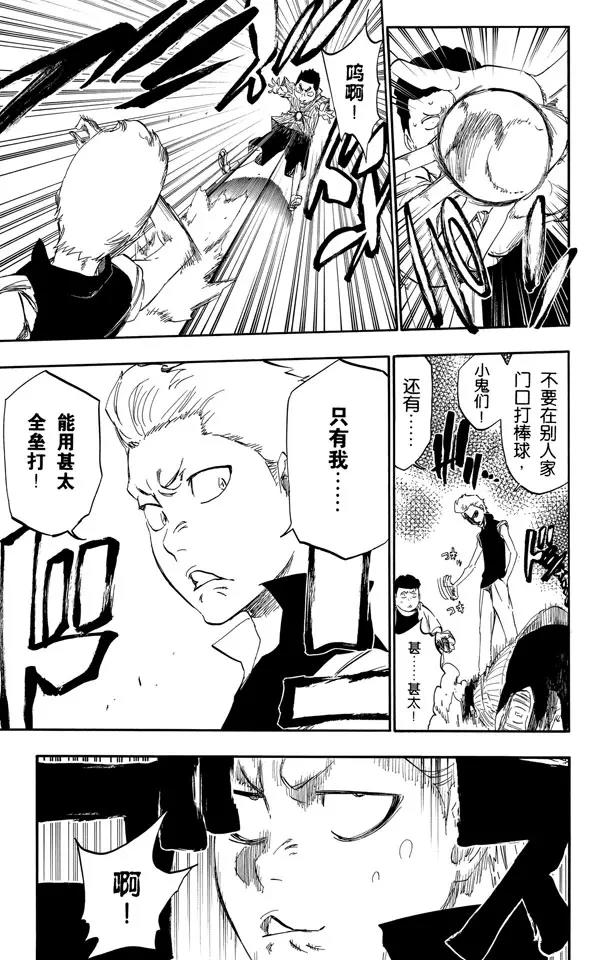 呜啊！
不要在别人家
门口打棒球，
小鬼们！
还有……
甚……甚太！
只有我……
能用甚太
全垒打！
啊！